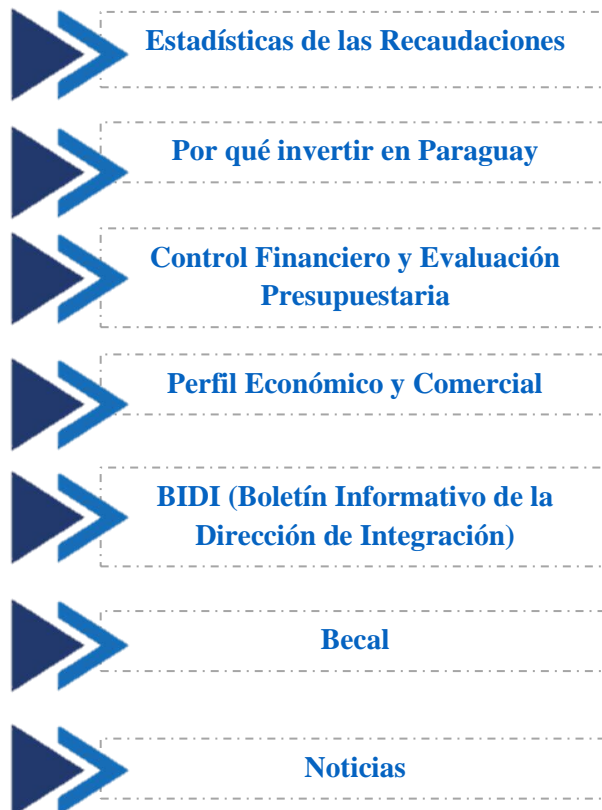 Estadísticas de las Recaudaciones
Por qué invertir en Paraguay
Control Financiero y Evaluación
Presupuestaria
Perfil Económico y Comercial
BIDI (Boletín Informativo de la
Dirección de Integración)
Becal
Noticias